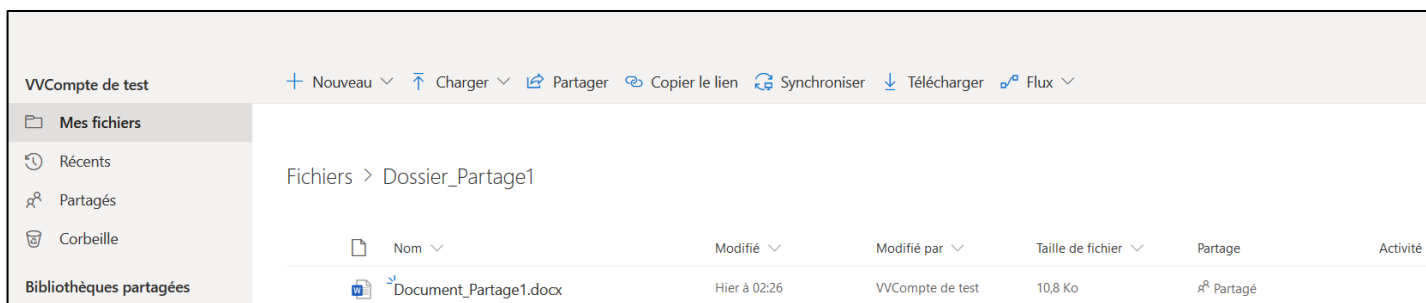 VVCompte de test
Nouveau Charger Partager Copier le lien Synchroniser Télécharger Flux
Mes fichiers
Récents
Fichiers > Dossier_Partage1
Partagés
Corbeille
Nom Modifié Modifié par Taille de fichier Partage Activité
Bibliothèques partagées
Document_Partage1.docx Hier à 02:26 VVCompte de test 10,8 Ko Partagé